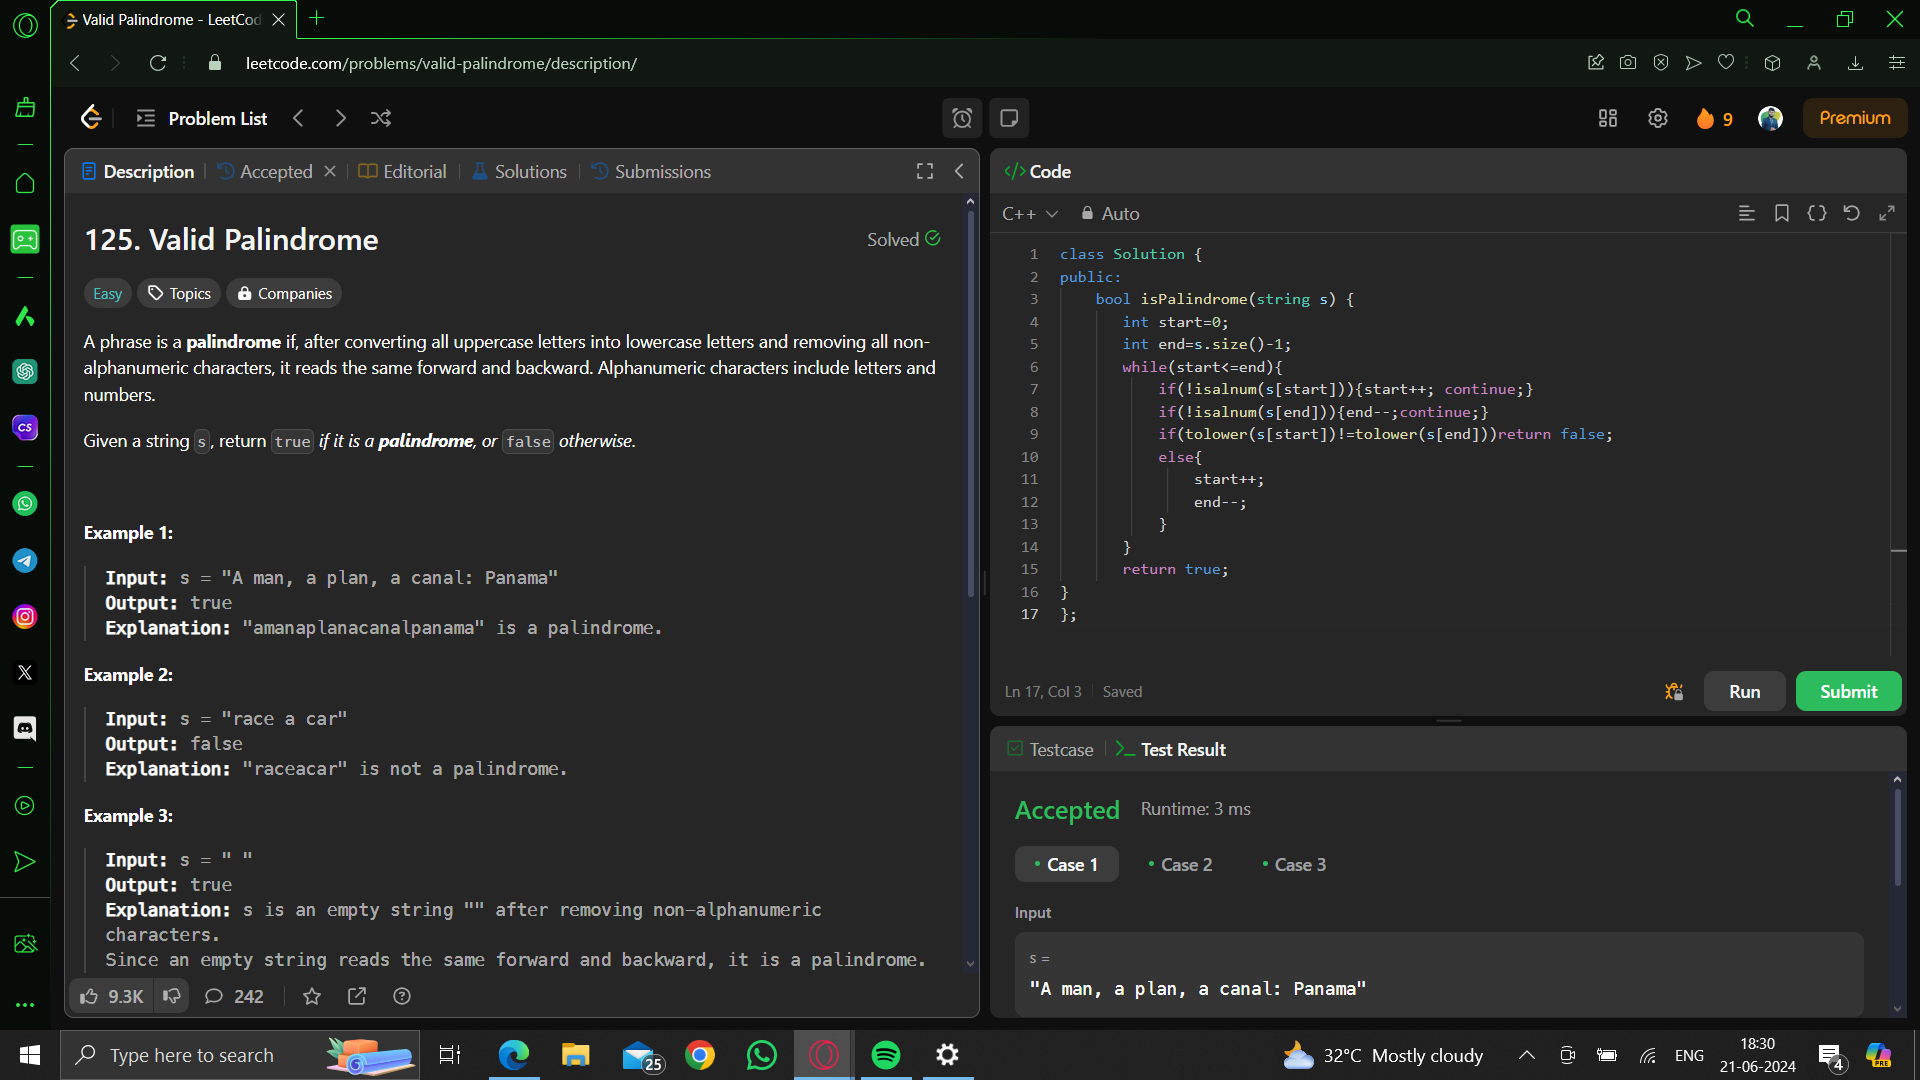 Valid Palindrome - LeetCod
leetcode.com/problems/valid-palindrome/description/
Problem List
9
Premium
Description
Accepted
Editorial
Solutions
Submissions
125. Valid Palindrome
Solved
Easy
Topics
Companies
A phrase is a palindrome if, after converting all uppercase letters into lowercase letters and removing all non-
alphanumeric characters, it reads the same forward and backward. Alphanumeric characters include letters and
numbers.
Given a string s, return true if it is a palindrome, or false otherwise.
Example 1:
Input: s = "A man, a plan, a canal: Panama"
Output: true
Explanation: "amanaplanacanalpanama" is a palindrome.
Example 2:
Input: s = "race a car"
Output: false
Explanation: "raceacar" is not a palindrome.
Example 3:
Input: s = " "
Output: true
Explanation: s is an empty string "" after removing non-alphanumeric
characters.
Since an empty string reads the same forward and backward, it is a palindrome.
9.3K
242
</> Code
C++
Auto
1 class Solution {
2 public:
3 bool isPalindrome(string s) {
4 int start=0;
5 int end=s.size()-1;
6 while(start<=end){
7 if(!isalnum(s[start])){start++; continue;}
8 if(!isalnum(s[end])){end--;continue;}
9 if(tolower(s[start])!=tolower(s[end]))return false;
10 else{
11 start++;
12 end--;
13 }
14 }
15 return true;
16 }
17 };
Ln 17, Col 3
Saved
Run
Submit
Testcase
Test Result
Accepted
Runtime: 3 ms
Case 1
Case 2
Case 3
Input
s =
"A man, a plan, a canal: Panama"
CS
Type here to search
25
32°C Mostly cloudy
ENG
18:30
21-06-2024
4
PRE